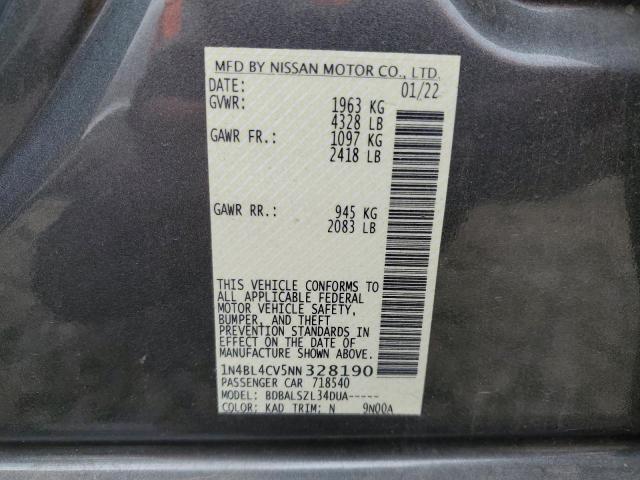 MFD BY NISSAN MOTOR CO., LTD.
DATE: 01/22
GVWR: 1963 KG
4328 LB
GAWR FR.: 1097 KG
2418 LB
GAWR RR.: 945 KG
2083 LB
THIS VEHICLE CONFORMS TO
ALL APPLICABLE FEDERAL
MOTOR VEHICLE SAFETY,
BUMPER, AND THEFT
PREVENTION STANDARDS IN
EFFECT ON THE DATE OF
MANUFACTURE SHOWN ABOVE.
1N4BL4CV5NN328190
PASSENGER CAR 718540
MODEL: BDBALSZL34DUA-----
COLOR: KAD TRIM: N 9N00A